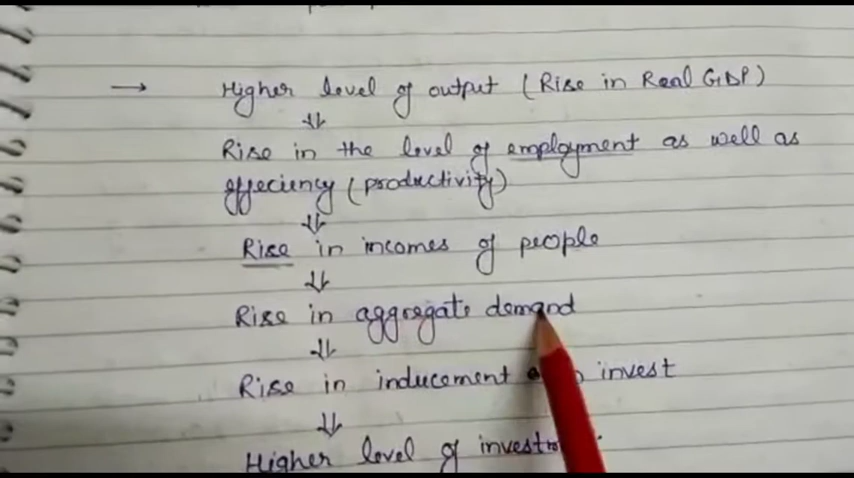 → Higher level of output (Rise in Real GDP)
⇓
Rise in the level of employment as well as
effeciency (productivity)
⇓
Rise in incomes of people
⇓
Rise in aggregate demand
⇓
Rise in inducement invest
⇓
Higher level of